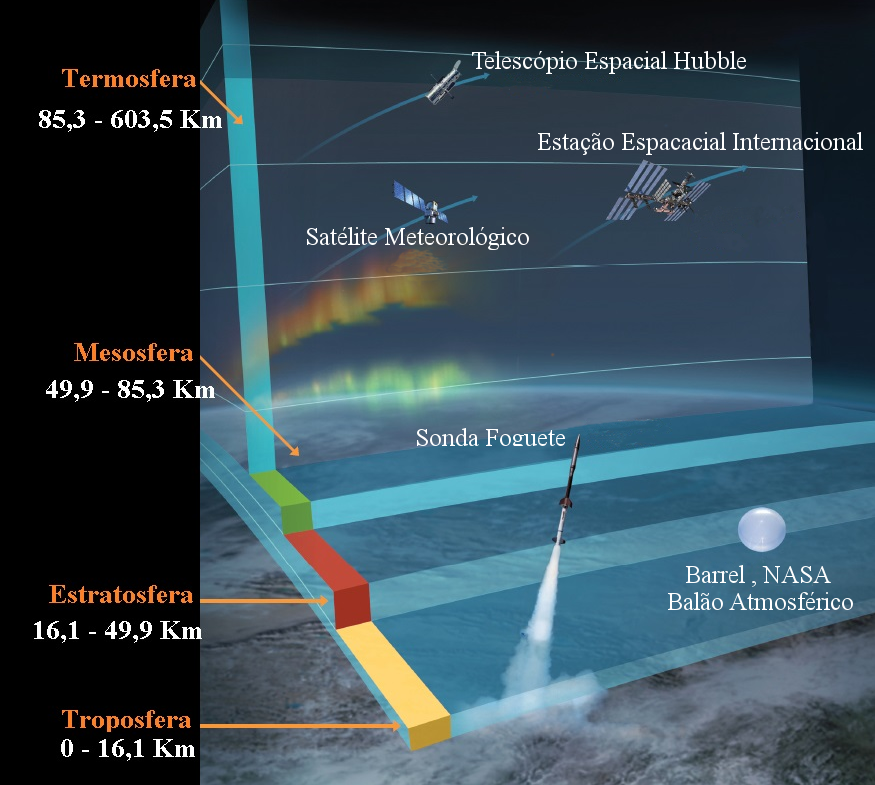 Telescópio Espacial Hubble
Termosfera
85,3 - 603,5 Km
Estação Espacacial Internacional
Satélite Meteorológico
Mesosfera
49,9 - 85,3 Km
Sonda Foguete
Barrel , NASA
Balão Atmosférico
Estratosfera
16,1 - 49,9 Km
Troposfera
0 - 16,1 Km